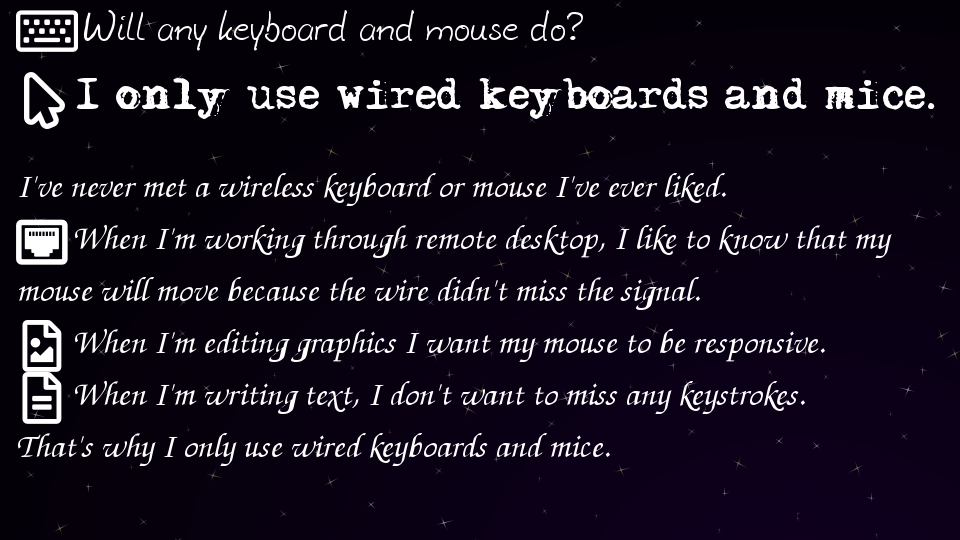 Will any keyboard and mouse do?
I only use wired keyboards and mice.
I've never met a wireless keyboard or mouse I've ever liked.
When I'm working through remote desktop, I like to know that my
mouse will move because the wire didn't miss the signal.
When I'm editing graphics I want my mouse to be responsive.
When I'm writing text, I don't want to miss any keystrokes.
That's why I only use wired keyboards and mice.